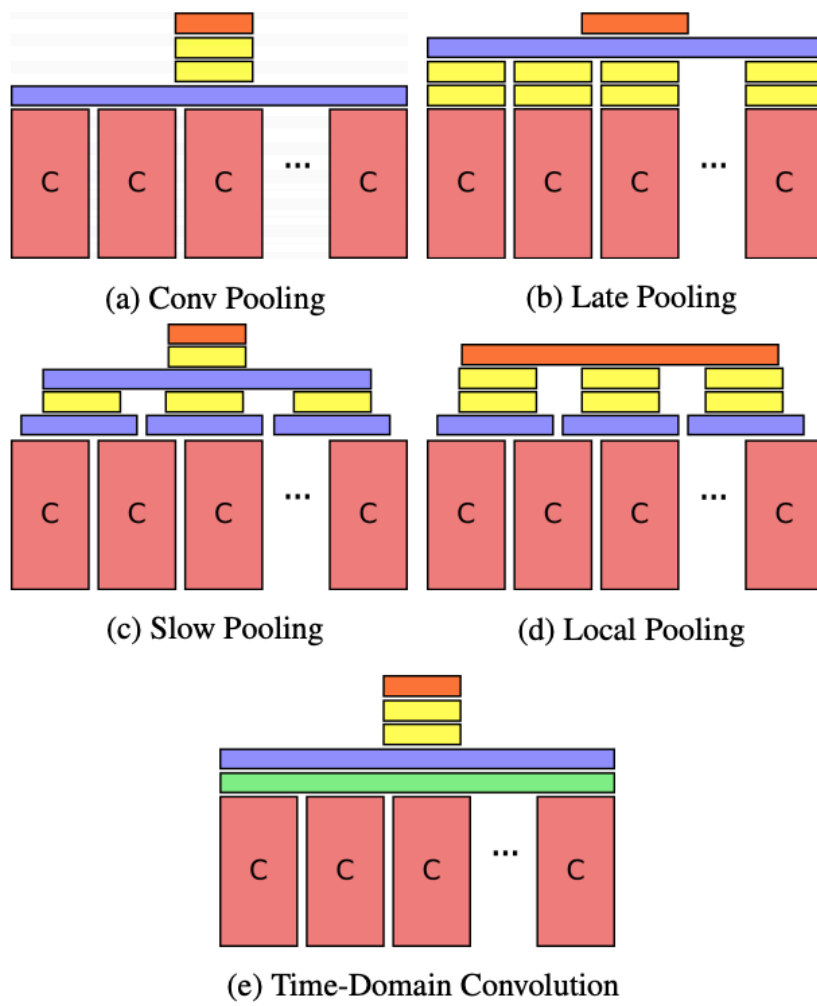 C C C ... C
C C C ... C
(a) Conv Pooling
(b) Late Pooling
C C C ... C
C C C ... C
(c) Slow Pooling
(d) Local Pooling
C C C ... C
(e) Time-Domain Convolution